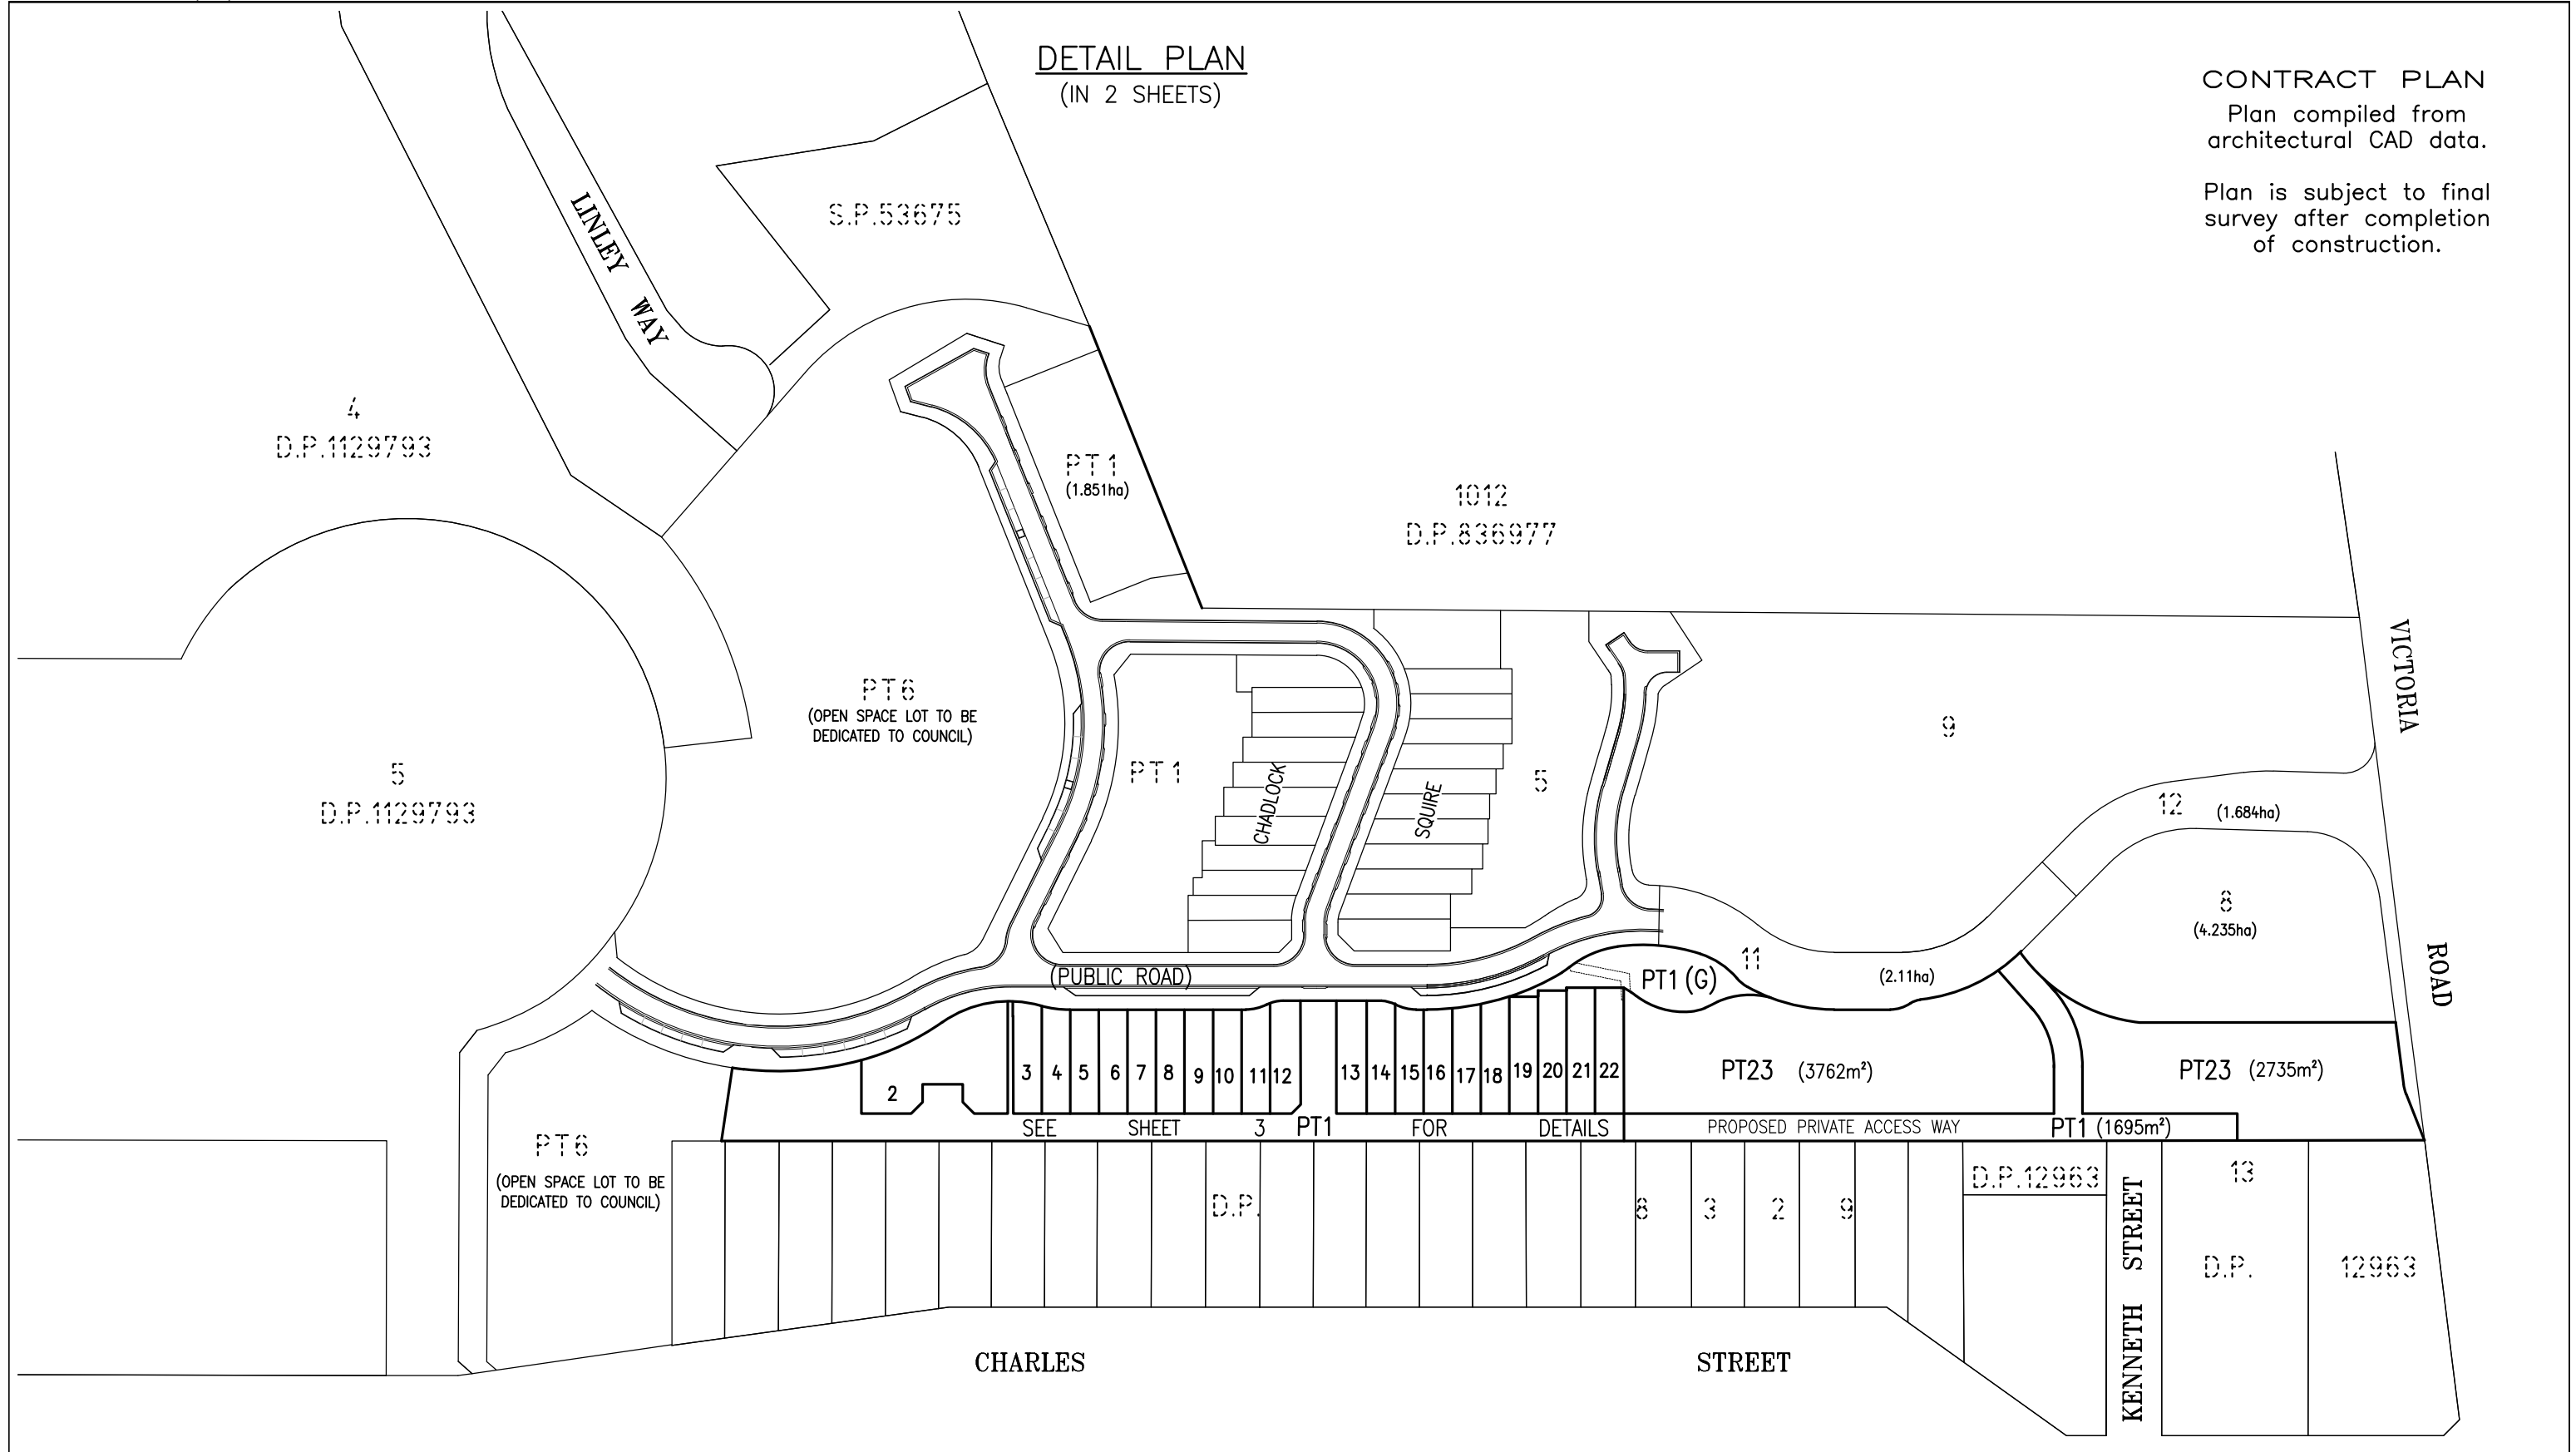 DETAIL PLAN
(IN 2 SHEETS)
CONTRACT PLAN
Plan compiled from
architectural CAD data.
Plan is subject to final
survey after completion
of construction.
LINLEY WAY
S.P.53675
4
D.P.1129793
PT1
(1.851ha)
1012
D.P.836977
VICTORIA
ROAD
PT6
(OPEN SPACE LOT TO BE
DEDICATED TO COUNCIL)
5
D.P.1129793
PT1
CHADLOCK
SQUIRE
5
9
12 (1.684ha)
8
(4.235ha)
(PUBLIC ROAD)
PT1 (G)
11
(2.11ha)
2 3 4 5 6 7 8 9 10 11 12 13 14 15 16 17 18 19 20 21 22
PT23 (3762m²)
PT23 (2735m²)
SEE SHEET 3 PT1 FOR DETAILS
PROPOSED PRIVATE ACCESS WAY
PT1 (1695m²)
PT6
(OPEN SPACE LOT TO BE
DEDICATED TO COUNCIL)
D.P. 8 3 2 9
D.P.12963
13
D.P. 12963
KENNETH STREET
CHARLES STREET